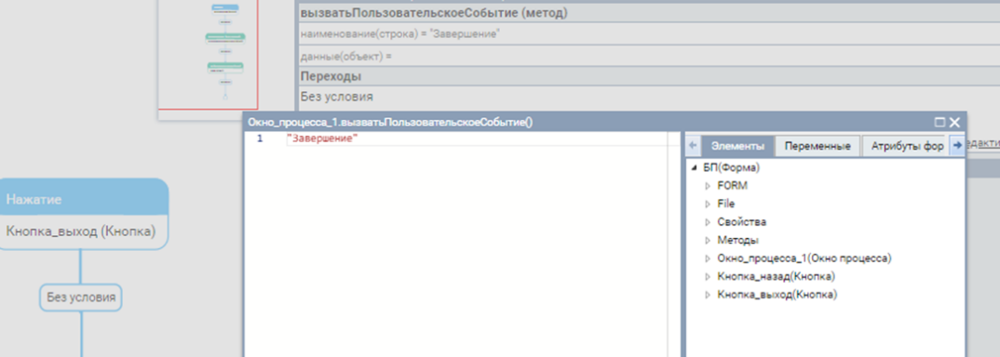 вызватьПользовательскоеСобытие (метод)
наименование(строка) = "Завершение"
данные(объект) =
Переходы
Без условия
Окно_процесса_1.вызватьПользовательскоеСобытие()
1 "Завершение"
Элементы Переменные Атрибуты фор
едакти
БП(Форма)
FORM
File
Свойства
Методы
Окно_процесса_1(Окно процесса)
Кнопка_назад(Кнопка)
Кнопка_выход(Кнопка)
Нажатие
Кнопка_выход (Кнопка)
Без условия